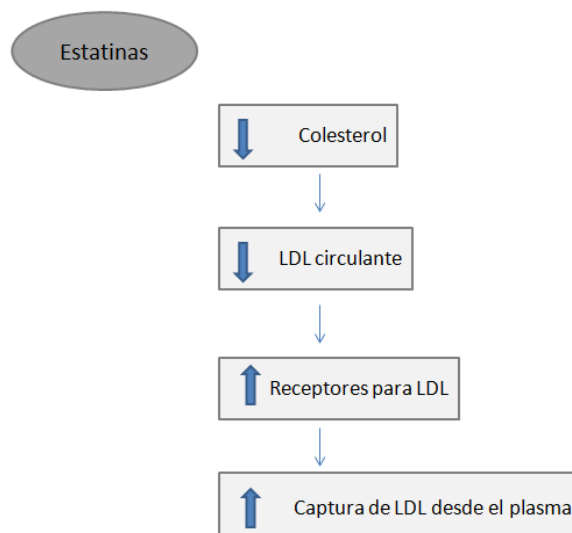 Estatinas
Colesterol
LDL circulante
Receptores para LDL
Captura de LDL desde el plasma